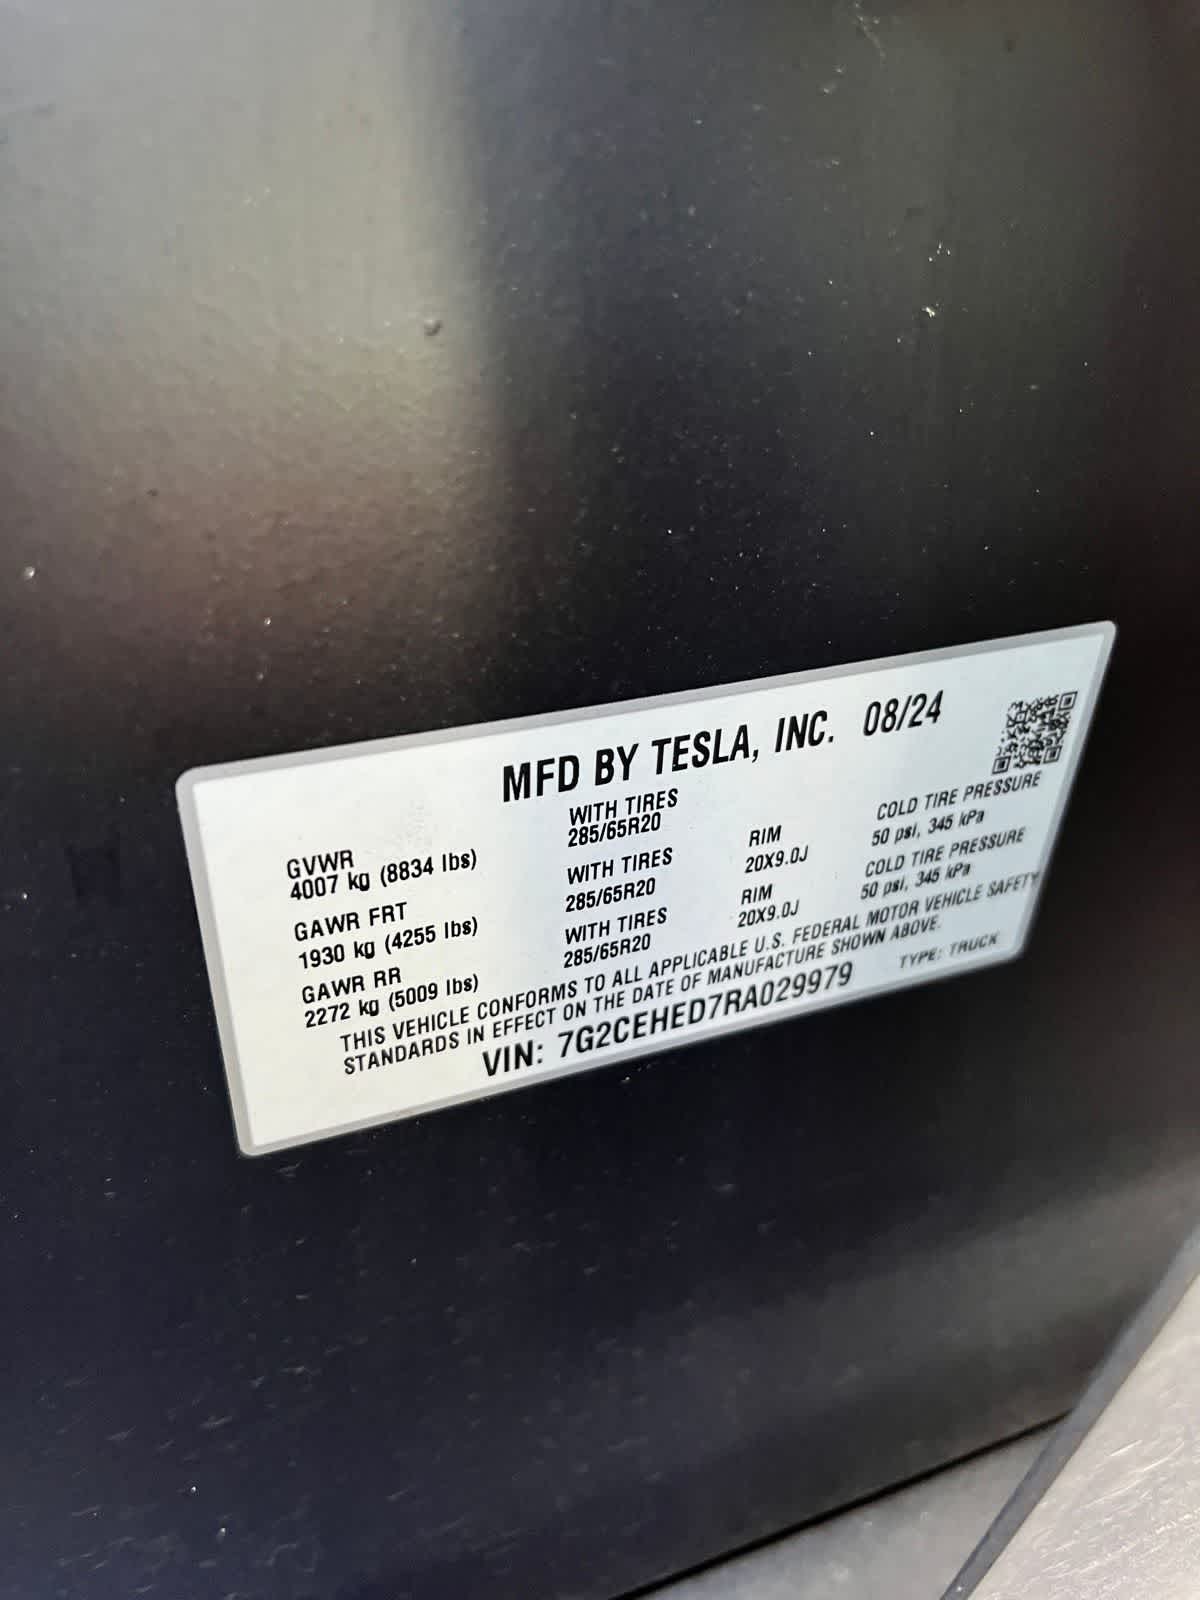 MFD BY TESLA, INC. 08/24
GVWR
4007 kg (8834 lbs)
WITH TIRES
285/65R20
GAWR FRT
1930 kg (4255 lbs)
WITH TIRES
285/65R20
RIM
20X9.0J
COLD TIRE PRESSURE
50 psi, 345 kPa
GAWR RR
2272 kg (5009 lbs)
WITH TIRES
285/65R20
RIM
20X9.0J
COLD TIRE PRESSURE
50 psi, 345 kPa
THIS VEHICLE CONFORMS TO ALL APPLICABLE U.S. FEDERAL MOTOR VEHICLE SAFETY
STANDARDS IN EFFECT ON THE DATE OF MANUFACTURE SHOWN ABOVE.
VIN: 7G2CEHED7RA029979
TYPE: TRUCK